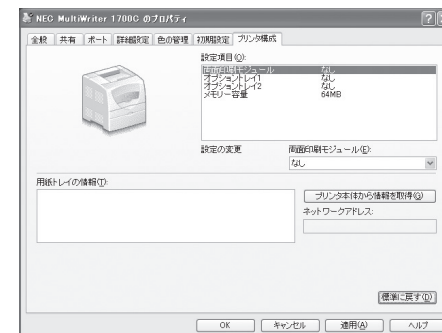 NEC MultiWriter 1700C のプロパティ
全般 共有 ポート 詳細設定 色の管理 初期設定 プリンタ構成
設定項目(O):
両面印刷モジュール なし
オプショントレイ1 なし
オプショントレイ2 なし
メモリー容量 64MB
設定の変更 両面印刷モジュール(E):
なし
用紙トレイの情報(T):
プリンタ本体から情報を取得(G)
ネットワークアドレス:
標準に戻す(D)
OK キャンセル 適用(A) ヘルプ